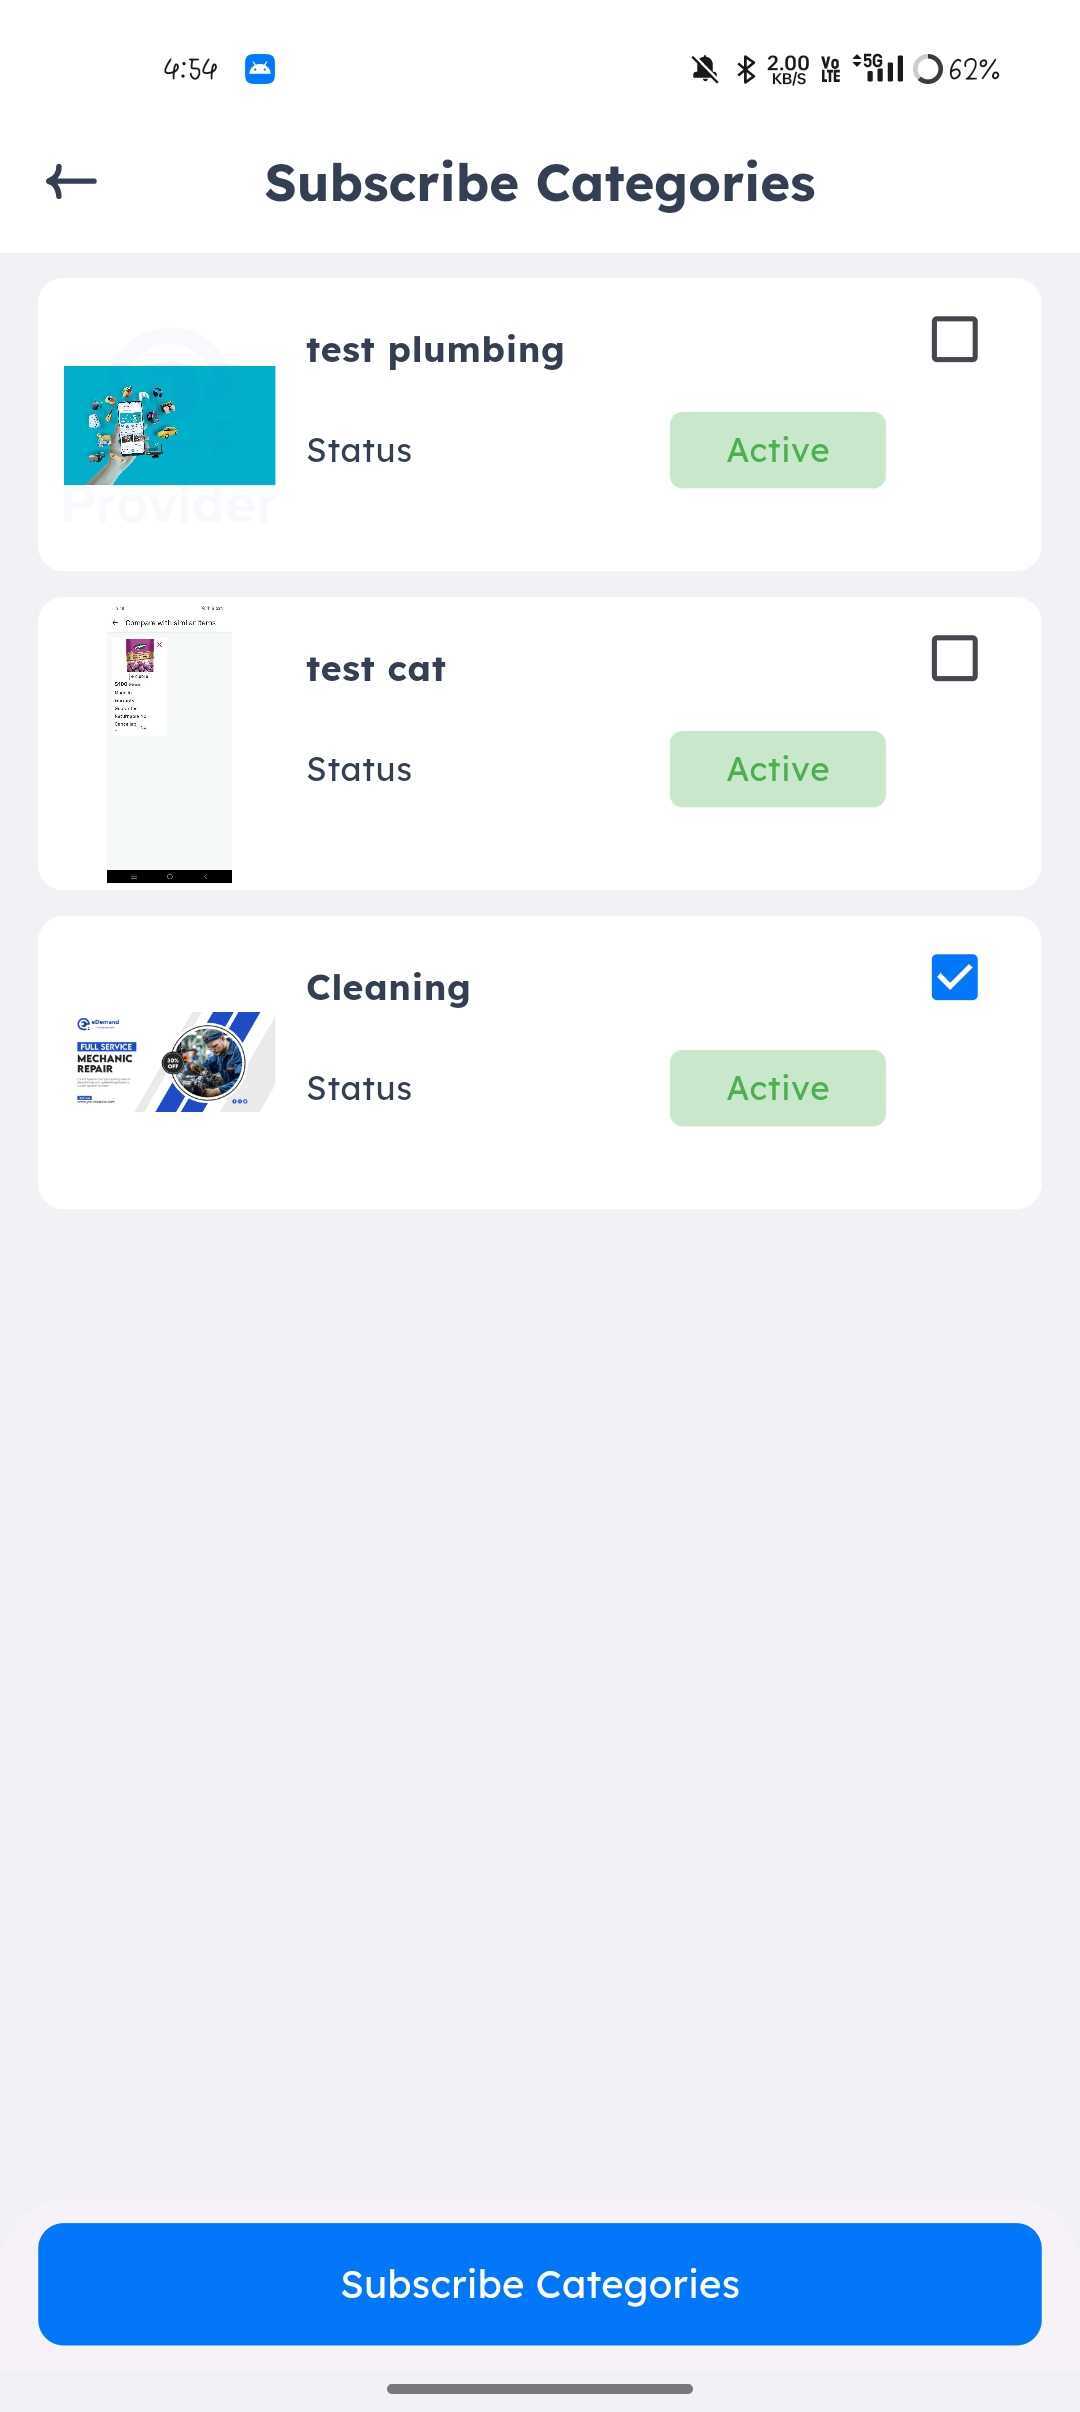 4:54
2.00 KB/S Vo LTE 5G 62%
Subscribe Categories
test plumbing
Status Active
Provider
Compare with similar items
test cat
$100
Status Active
Cleaning
eDemand
FULL SERVICE
MECHANIC
REPAIR
30% OFF
Status Active
Subscribe Categories